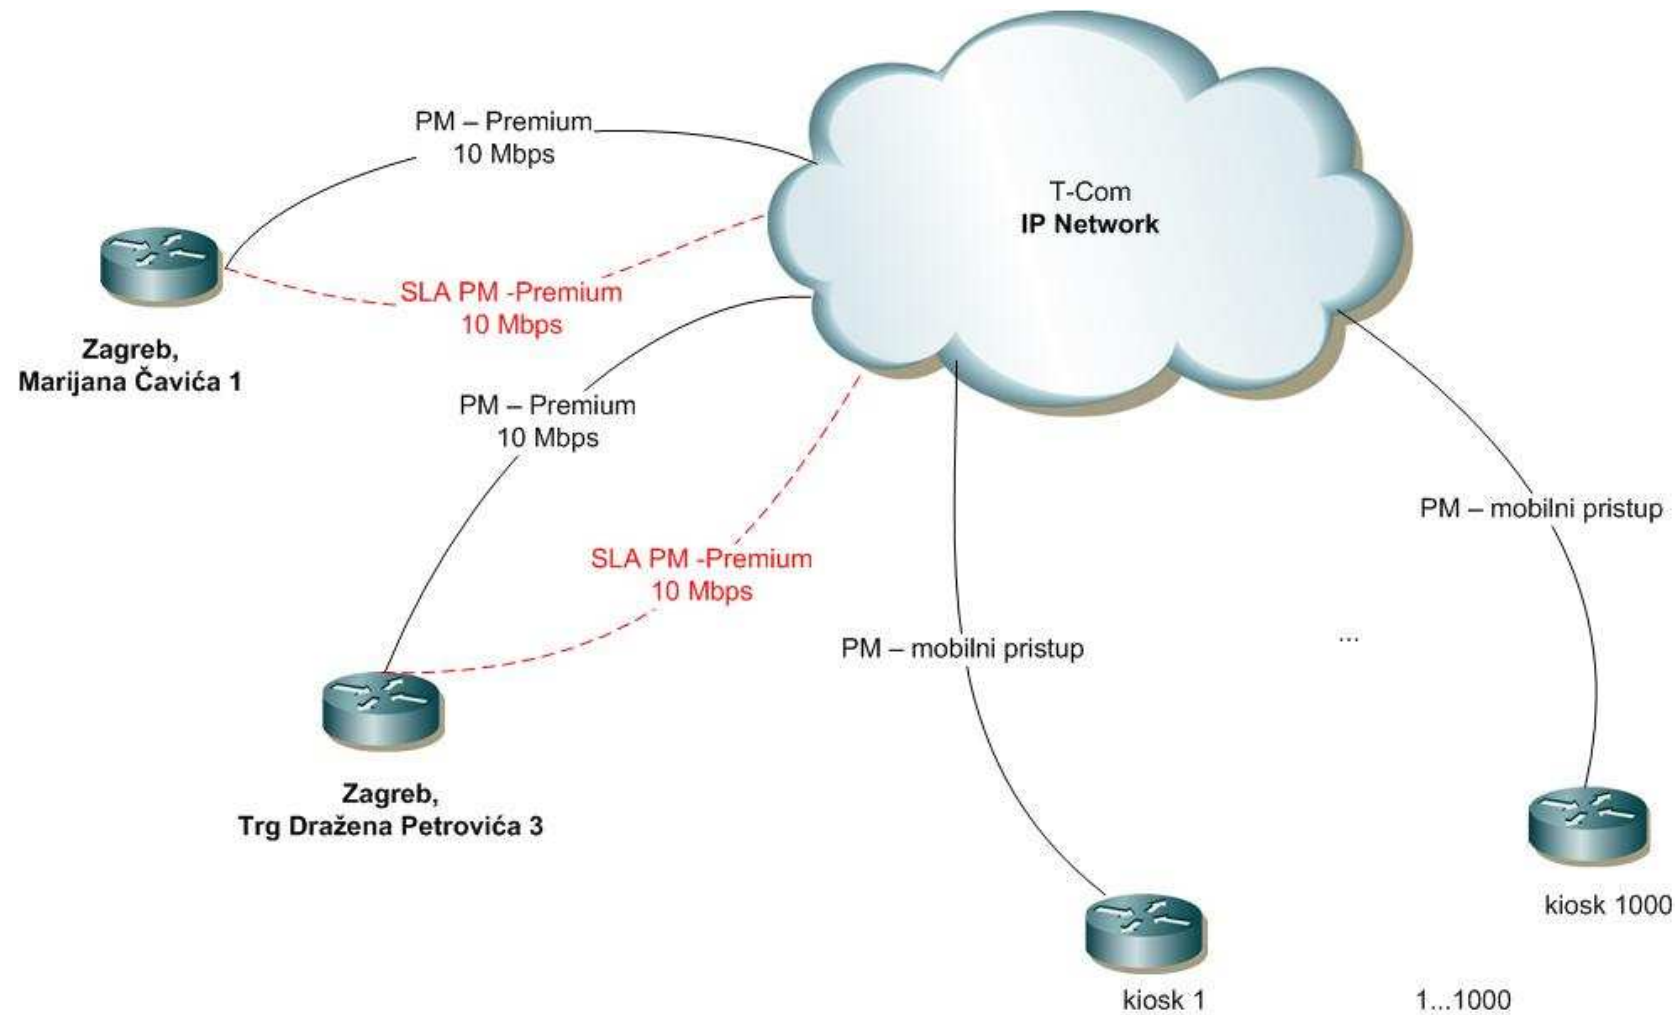 PM – Premium
10 Mbps
T-Com
IP Network
SLA PM -Premium
10 Mbps
Zagreb,
Marijana Čavića 1
PM – Premium
10 Mbps
PM – mobilni pristup
SLA PM -Premium
10 Mbps
...
PM – mobilni pristup
Zagreb,
Trg Dražena Petrovića 3
kiosk 1000
kiosk 1
1...1000